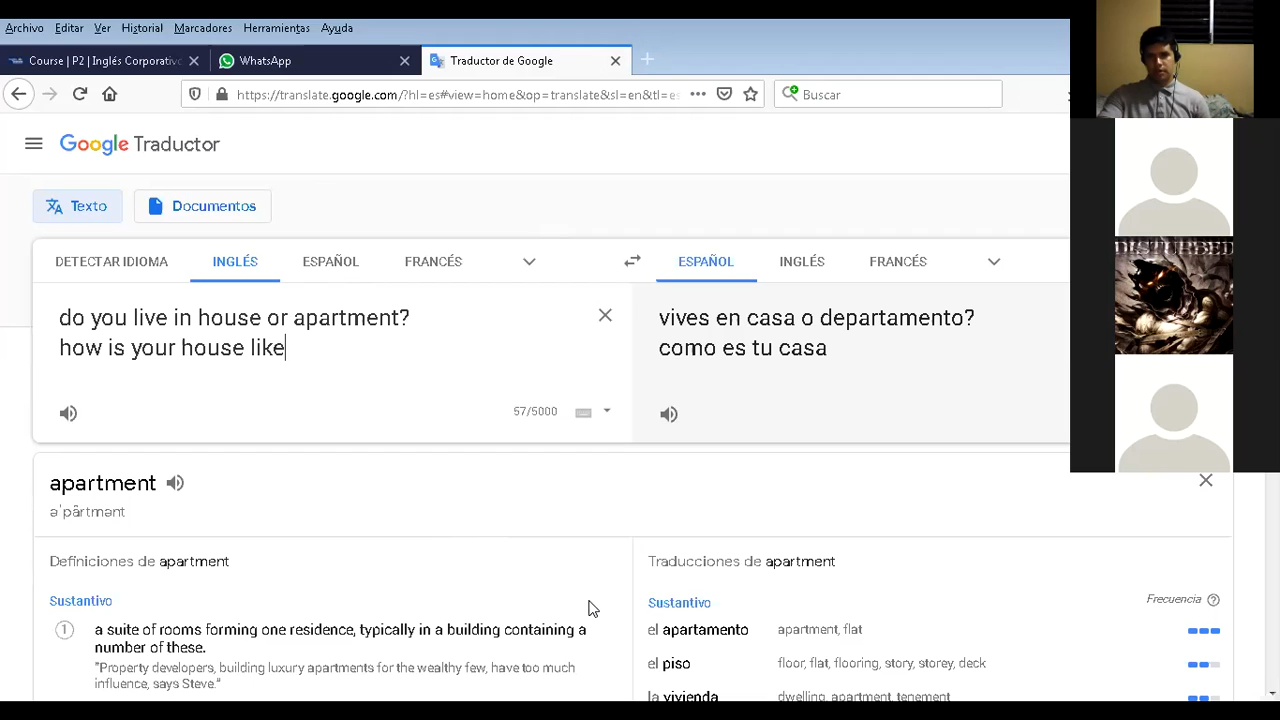 Archivo Editar Ver Historial Marcadores Herramientas Ayuda
Course | P2 | Inglés Corporativo
WhatsApp
Traductor de Google
https://translate.google.com/?hl=es#view=home&op=translate&sl=en&tl=es
Buscar
Google Traductor
Texto
Documentos
DETECTAR IDIOMA INGLÉS ESPAÑOL FRANCÉS
ESPAÑOL INGLÉS FRANCÉS
do you live in house or apartment?
how is your house like
vives en casa o departamento?
como es tu casa
57/5000
DISTURBED
apartment
əˈpärtmənt
Definiciones de apartment
Traducciones de apartment
Sustantivo
1 a suite of rooms forming one residence, typically in a building containing a
number of these.
"Property developers, building luxury apartments for the wealthy few, have too much
influence, says Steve."
Sustantivo
Frecuencia
el apartamento apartment, flat
el piso floor, flat, flooring, story, storey, deck
la vivienda dwelling, apartment, tenement